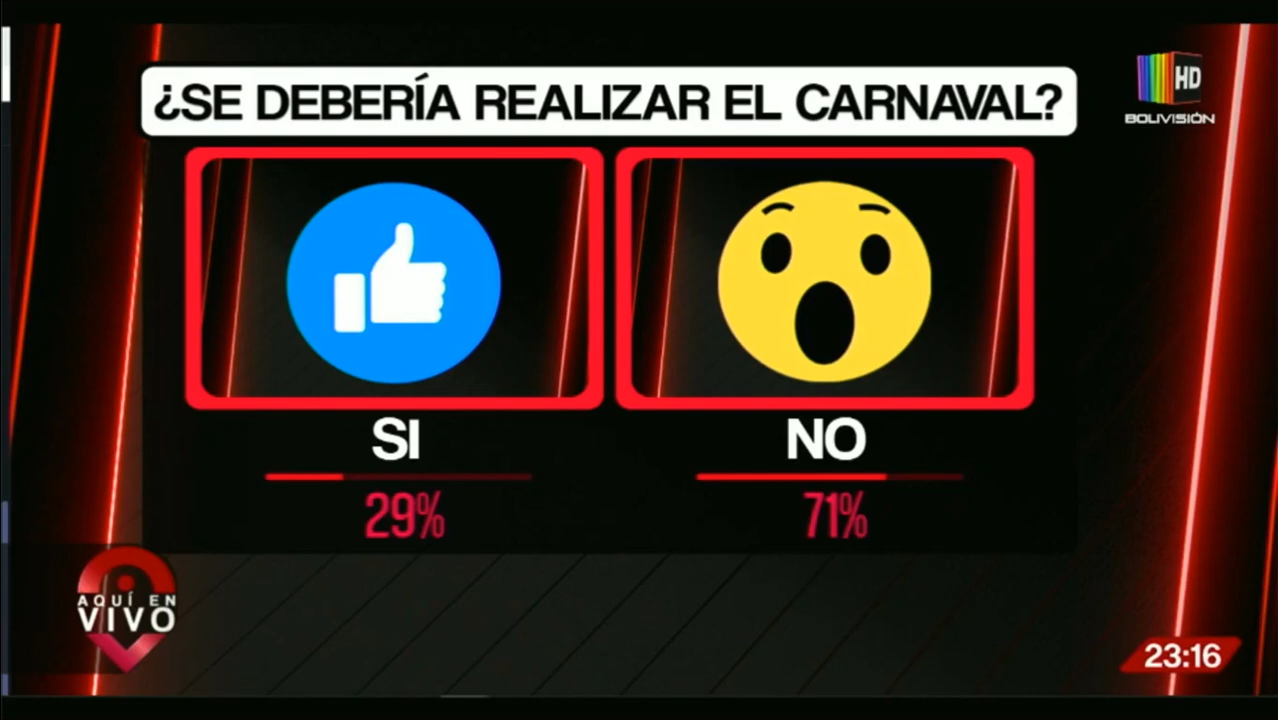 ¿SE DEBERÍA REALIZAR EL CARNAVAL?
HD
BOLIVISIÓN
SI
NO
29%
71%
AQUÍ EN
VIVO
23:16